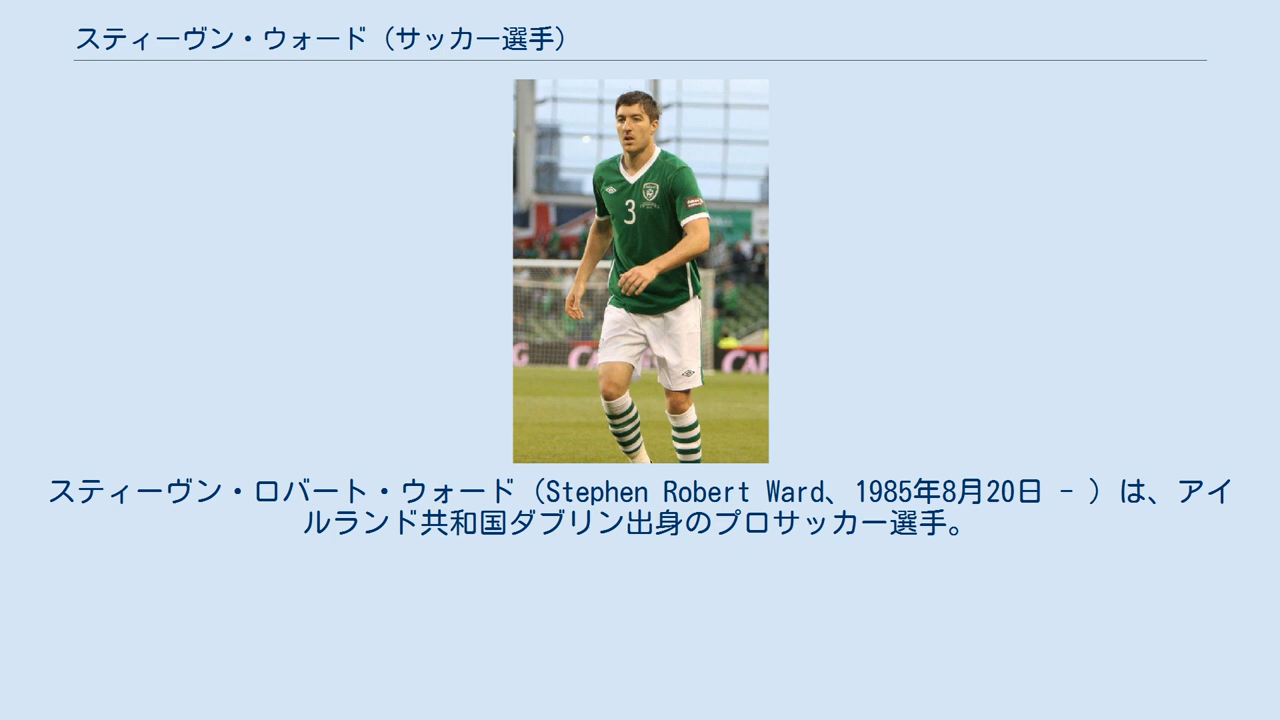 スティーヴン・ウォード（サッカー選手）
3
スティーヴン・ロバート・ウォード（Stephen Robert Ward、1985年8月20日 - ）は、アイ
ルランド共和国ダブリン出身のプロサッカー選手。